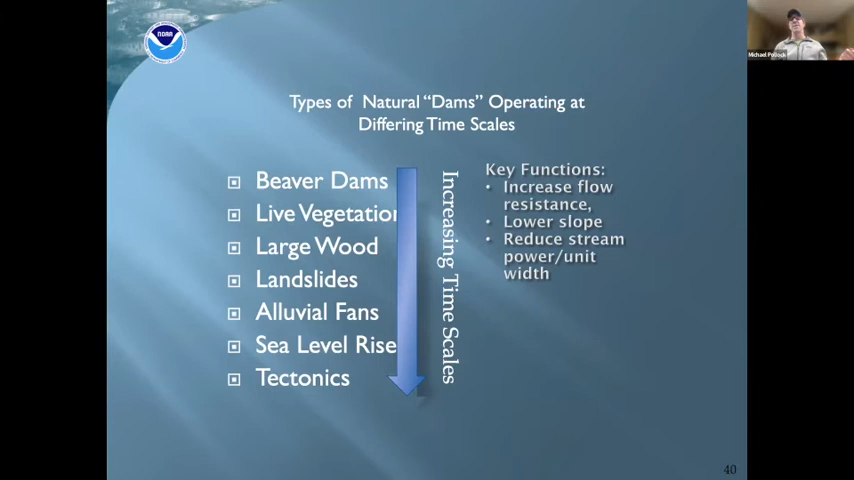 NOAA
Michael Pollock
Types of Natural “Dams” Operating at
Differing Time Scales
Beaver Dams
Live Vegetation
Large Wood
Landslides
Alluvial Fans
Sea Level Rise
Tectonics
Increasing Time Scales
Key Functions:
• Increase flow
resistance,
• Lower slope
• Reduce stream
power/unit
width
40